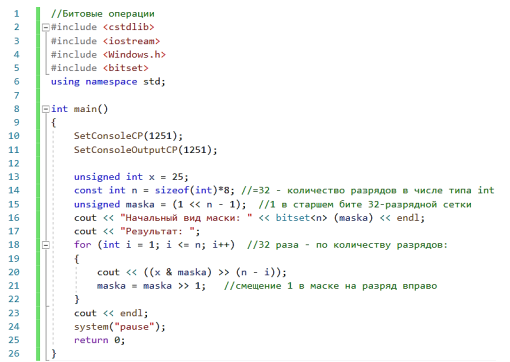 1 //Битовые операции
2 #include <cstdlib>
3 #include <iostream>
4 #include <Windows.h>
5 #include <bitset>
6 using namespace std;
7
8 int main()
9 {
10 SetConsoleCP(1251);
11 SetConsoleOutputCP(1251);
12
13 unsigned int x = 25;
14 const int n = sizeof(int)*8; //=32 - количество разрядов в числе типа int
15 unsigned maska = (1 << n - 1); //1 в старшем бите 32-разрядной сетки
16 cout << "Начальный вид маски: " << bitset<n> (maska) << endl;
17 cout << "Результат: ";
18 for (int i = 1; i <= n; i++) //32 раза - по количеству разрядов:
19 {
20 cout << ((x & maska) >> (n - i));
21 maska = maska >> 1; //смещение 1 в маске на разряд вправо
22 }
23 cout << endl;
24 system("pause");
25 return 0;
26 }